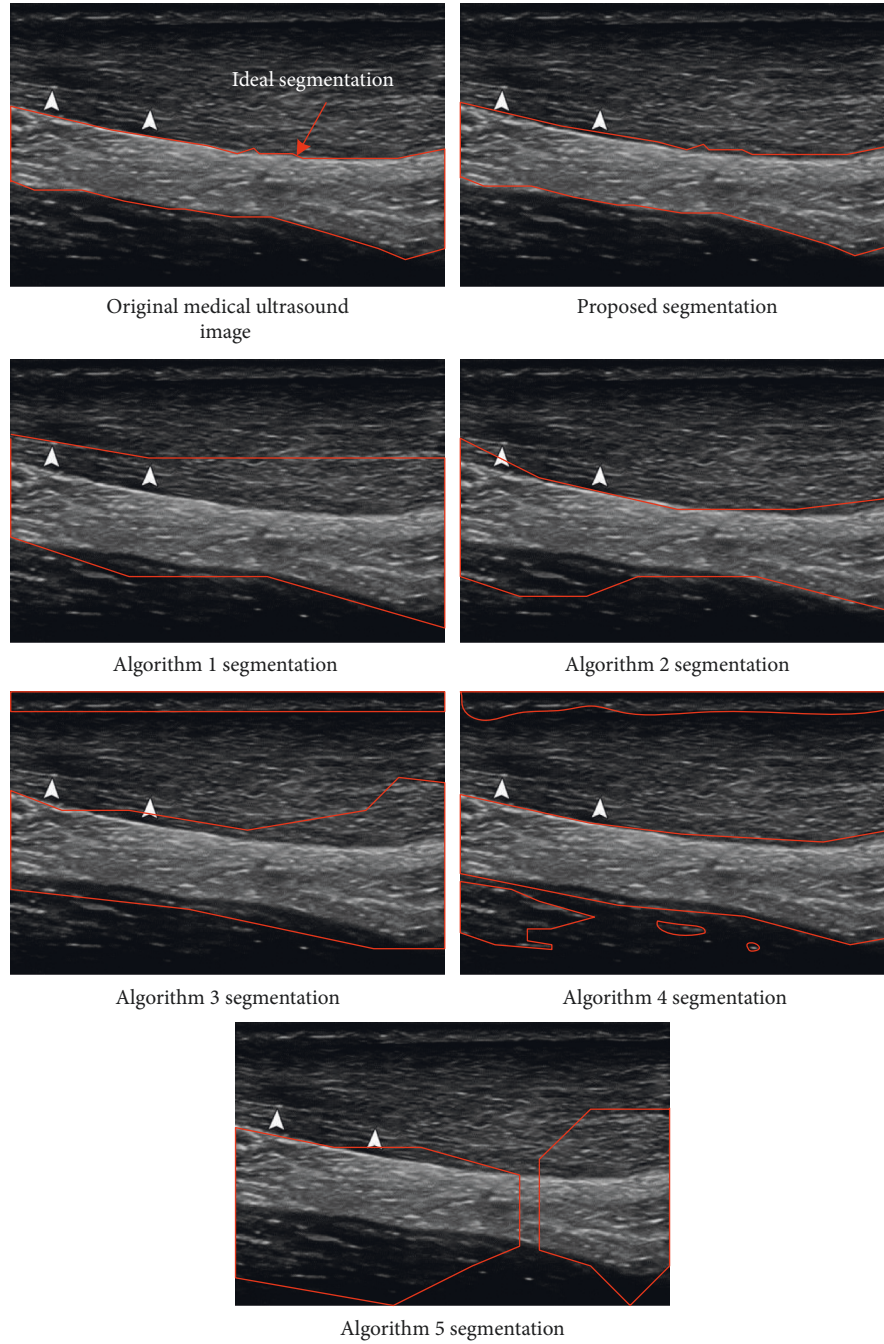 Ideal segmentation
Original medical ultrasound
image
Proposed segmentation
Algorithm 1 segmentation
Algorithm 2 segmentation
Algorithm 3 segmentation
Algorithm 4 segmentation
Algorithm 5 segmentation